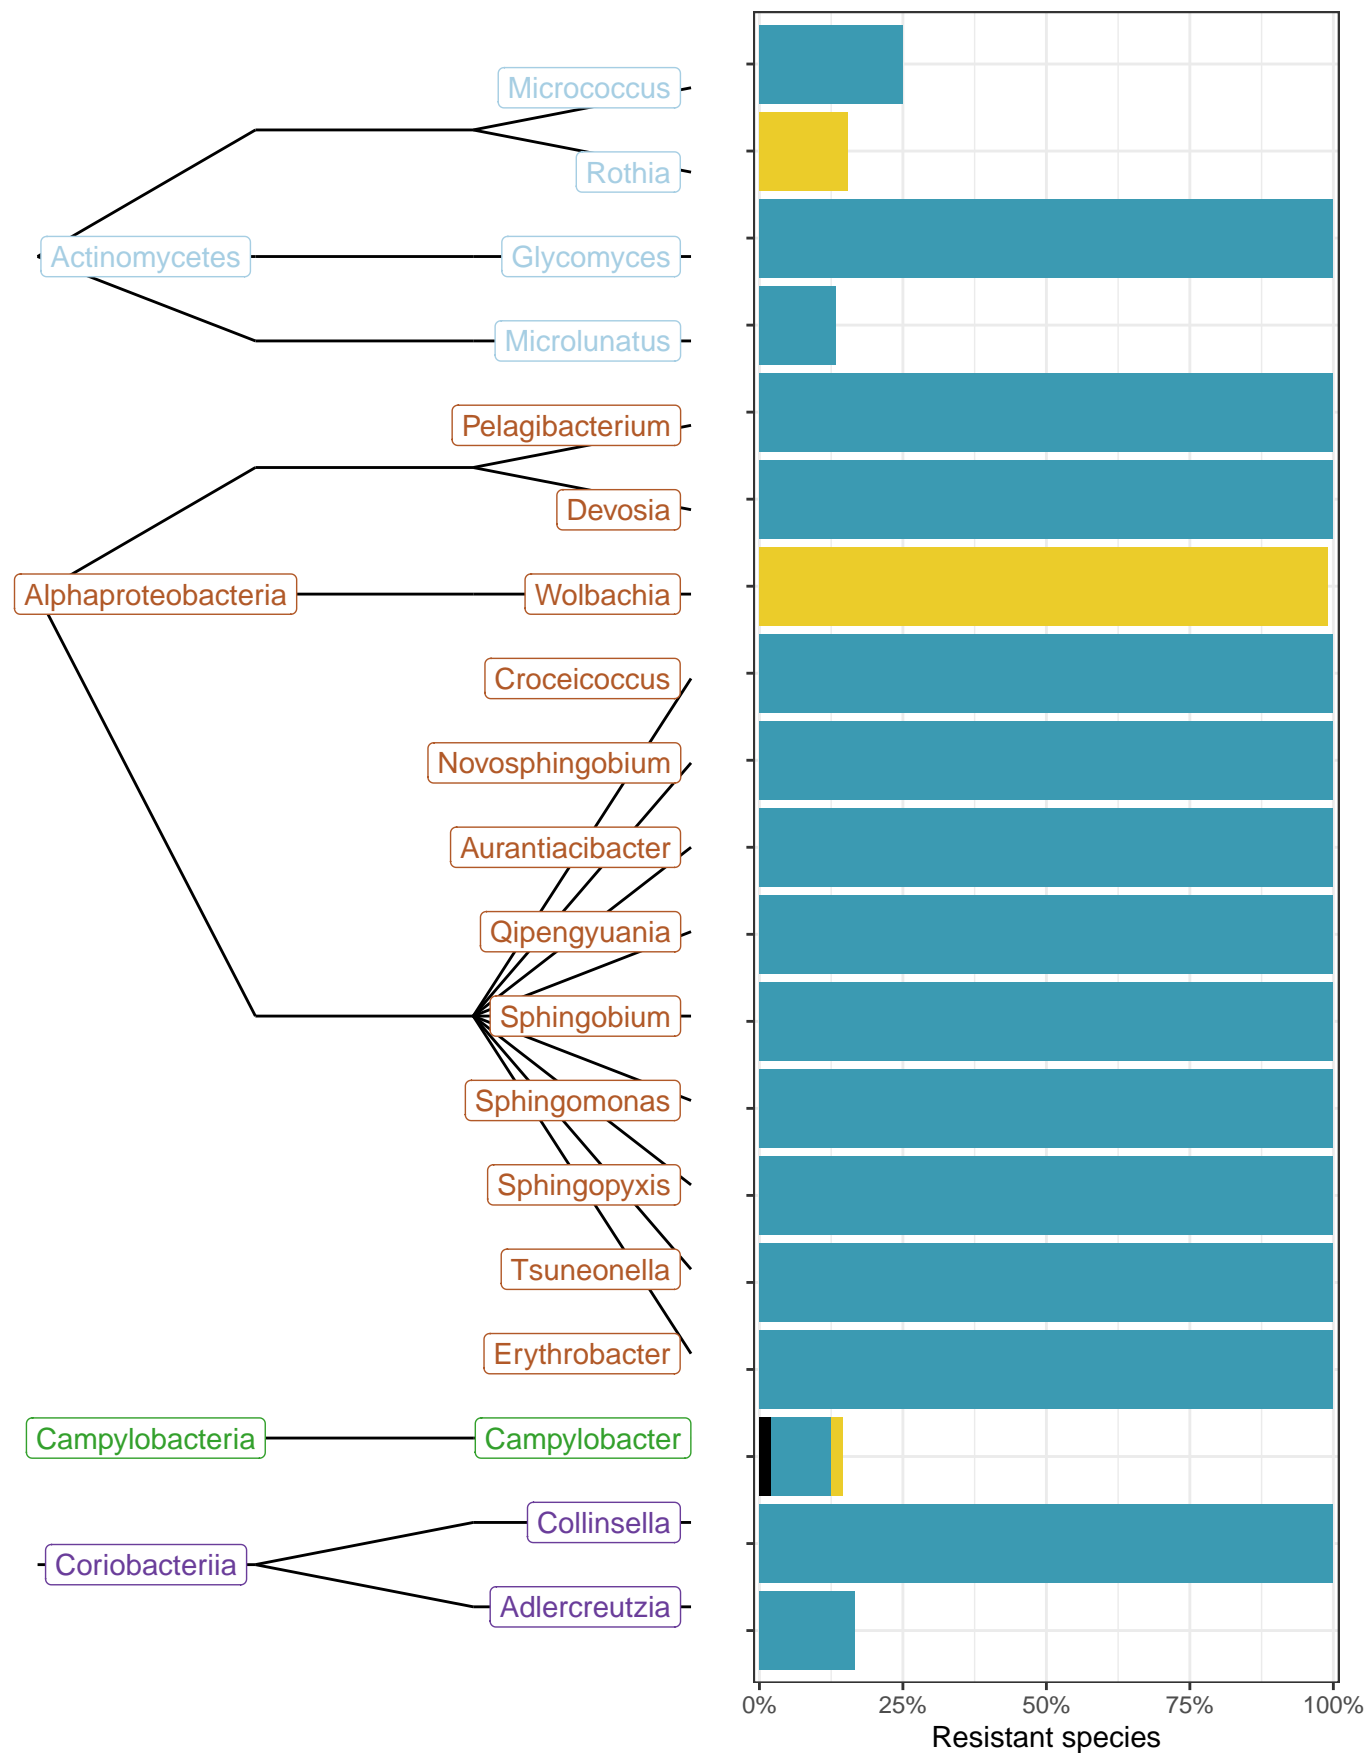 Micrococcus
Rothia
Actinomycetes
Glycomyces
Microlunatus
Pelagibacterium
Devosia
Alphaproteobacteria
Wolbachia
Croceicoccus
Novosphingobium
Aurantiacibacter
Qipengyuania
Sphingobium
Sphingomonas
Sphingopyxis
Tsuneonella
Erythrobacter
Campylobacteria
Campylobacter
Collinsella
Coriobacteriia
Adlercreutzia
0% 25% 50% 75% 100%
Resistant species